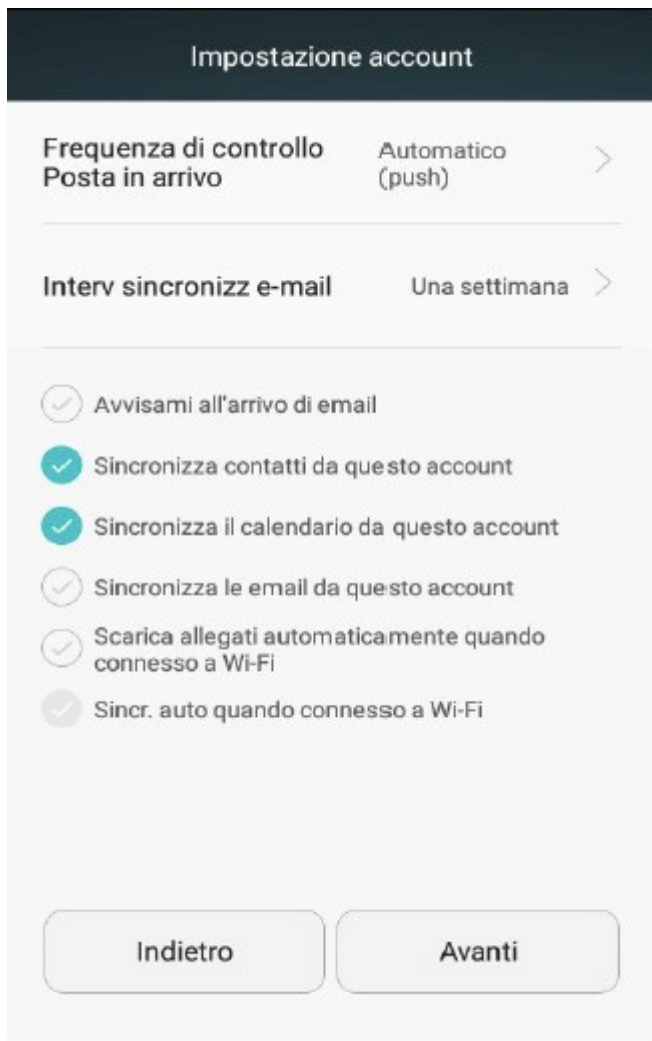 Impostazione account
Frequenza di controllo
Posta in arrivo
Automatico
(push)
Interv sincronizz e-mail
Una settimana
Avvisami all'arrivo di email
Sincronizza contatti da questo account
Sincronizza il calendario da questo account
Sincronizza le email da questo account
Scarica allegati automaticamente quando
connesso a Wi-Fi
Sincr. auto quando connesso a Wi-Fi
Indietro
Avanti